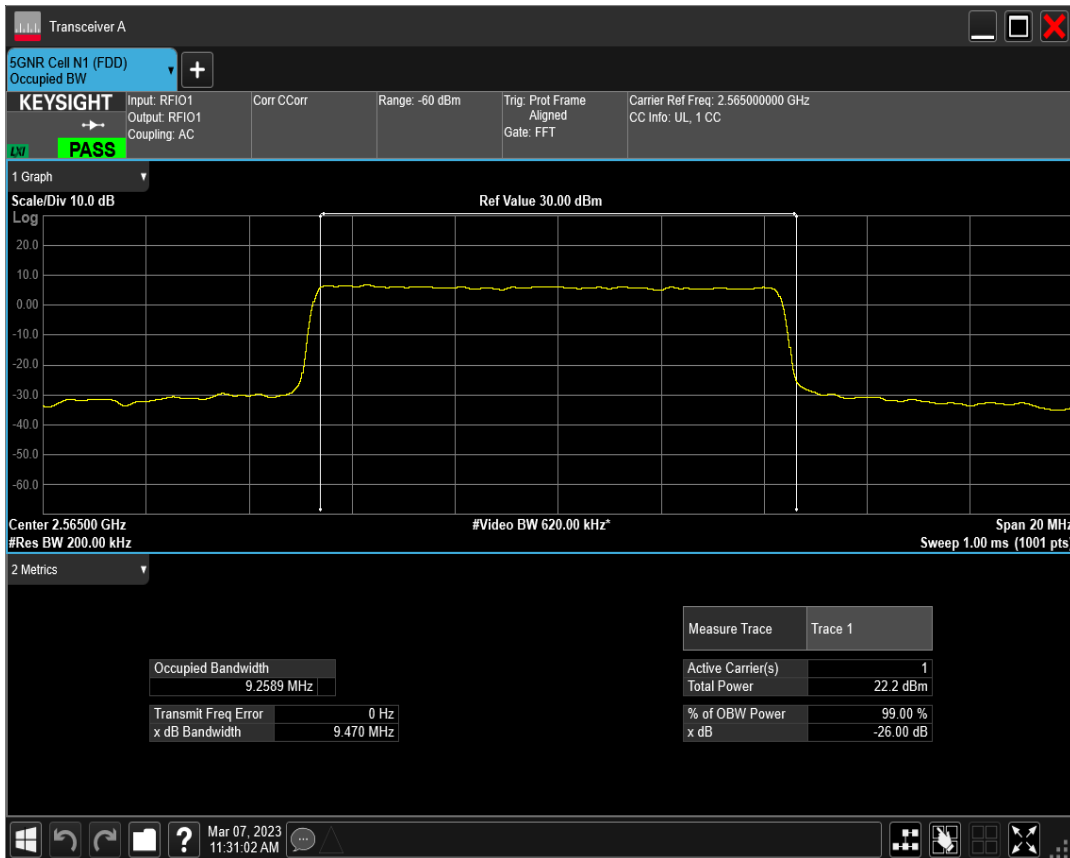 Transceiver A
5GNR Cell N1 (FDD)
Occupied BW
+
KEYSIGHT
LXI
PASS
Input: RFIO1
Output: RFIO1
Coupling: AC
Corr CCorr
Range: -60 dBm
Trig: Prot Frame
Aligned
Gate: FFT
Carrier Ref Freq: 2.565000000 GHz
CC Info: UL, 1 CC
1 Graph
Scale/Div 10.0 dB
Ref Value 30.00 dBm
Log
20.0
10.0
0.00
-10.0
-20.0
-30.0
-40.0
-50.0
-60.0
Center 2.56500 GHz
#Video BW 620.00 kHz*
Span 20 MHz
#Res BW 200.00 kHz
Sweep 1.00 ms (1001 pts)
2 Metrics
Measure Trace Trace 1
Occupied Bandwidth
9.2589 MHz
Active Carrier(s) 1
Total Power 22.2 dBm
Transmit Freq Error 0 Hz
x dB Bandwidth 9.470 MHz
% of OBW Power 99.00 %
x dB -26.00 dB
?
Mar 07, 2023
11:31:02 AM